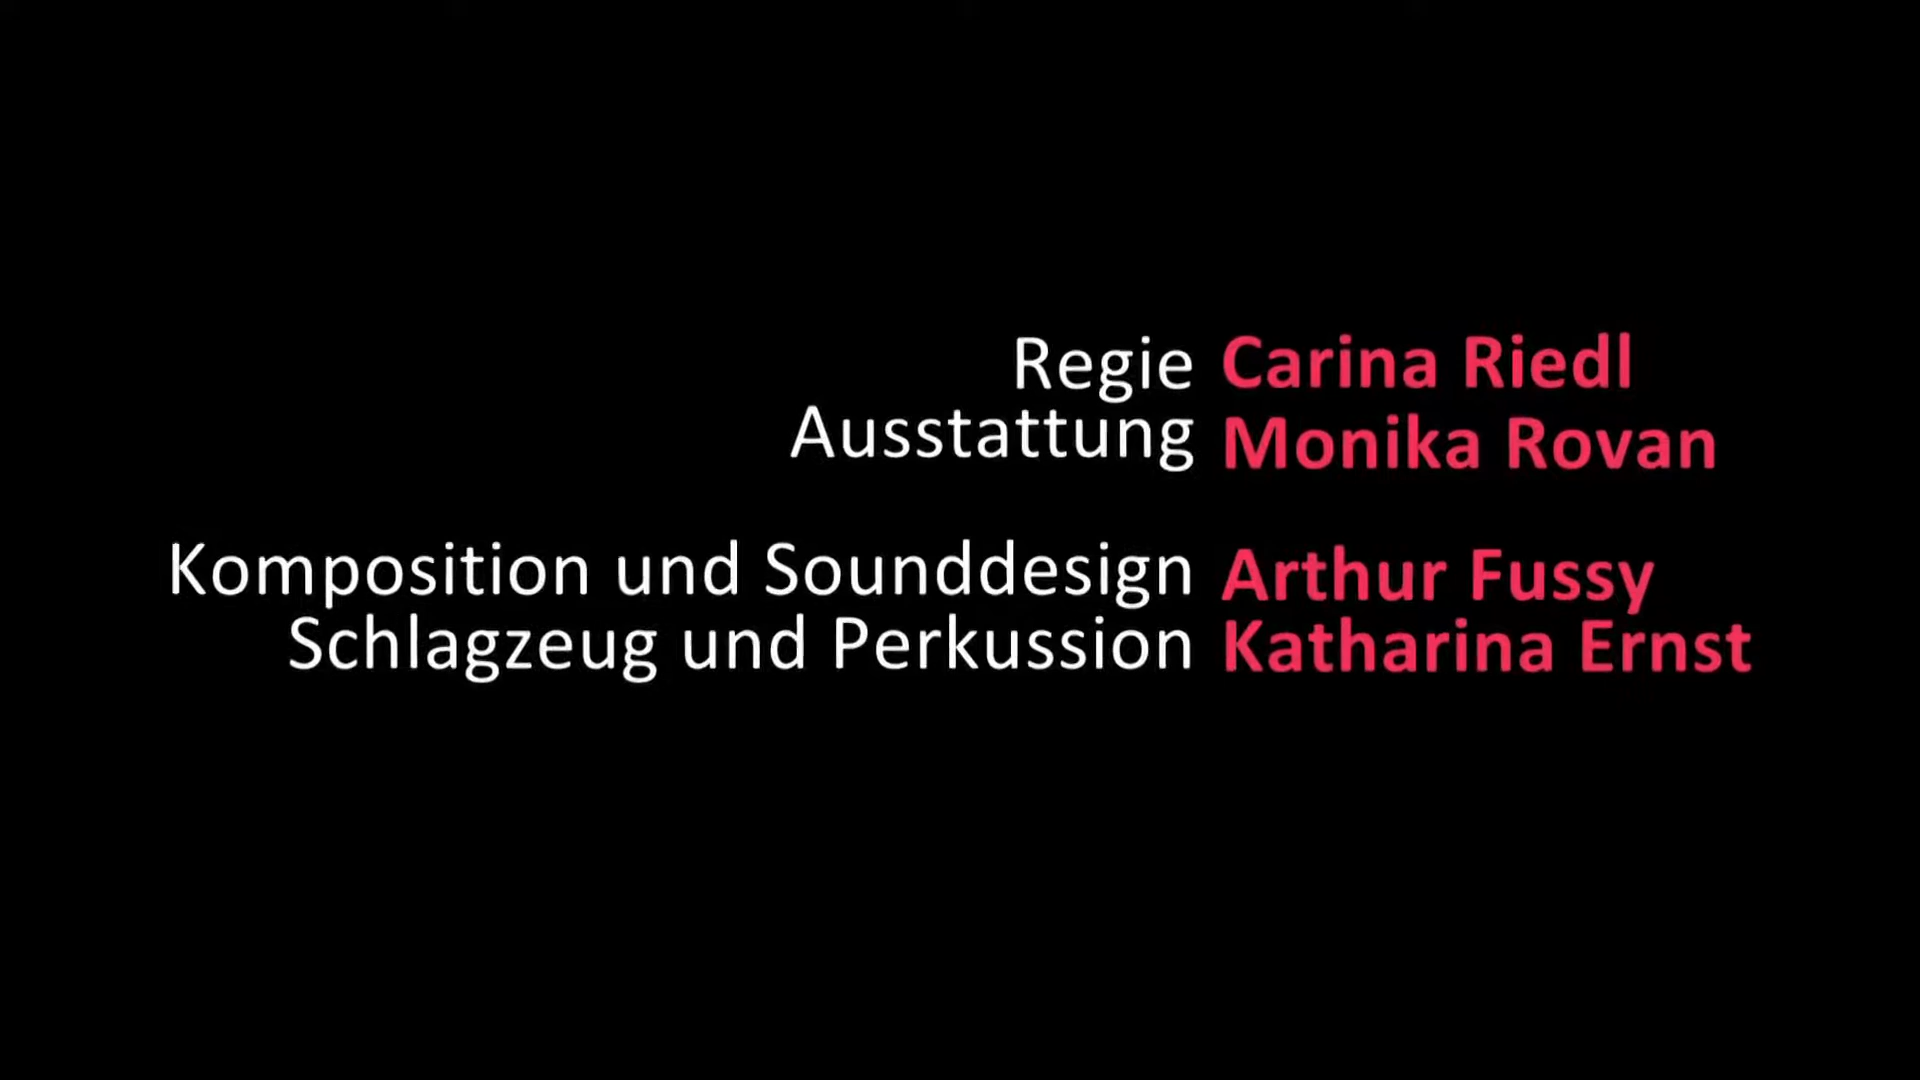 Regie Carina Riedl
Ausstattung Monika Rovan
Komposition und Sounddesign Arthur Fussy
Schlagzeug und Perkussion Katharina Ernst